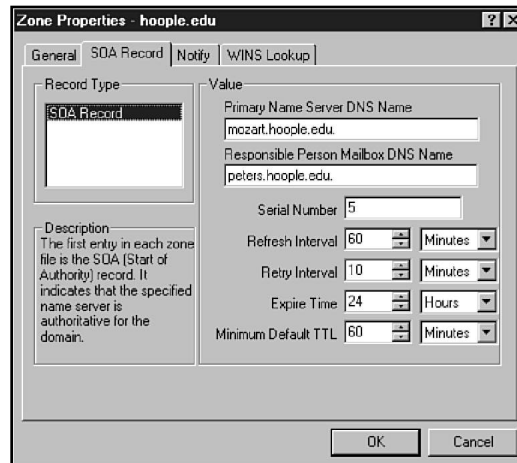 Zone Properties - hoople.edu
General
SOA Record
Notify
WINS Lookup
Record Type
SOA Record
Description
The first entry in each zone
file is the SOA (Start of
Authority) record. It
indicates that the specified
name server is
authoritative for the
domain.
Value
Primary Name Server DNS Name
mozart.hoople.edu.
Responsible Person Mailbox DNS Name
peters.hoople.edu.
Serial Number 5
Refresh Interval 60 Minutes
Retry Interval 10 Minutes
Expire Time 24 Hours
Minimum Default TTL 60 Minutes
OK
Cancel